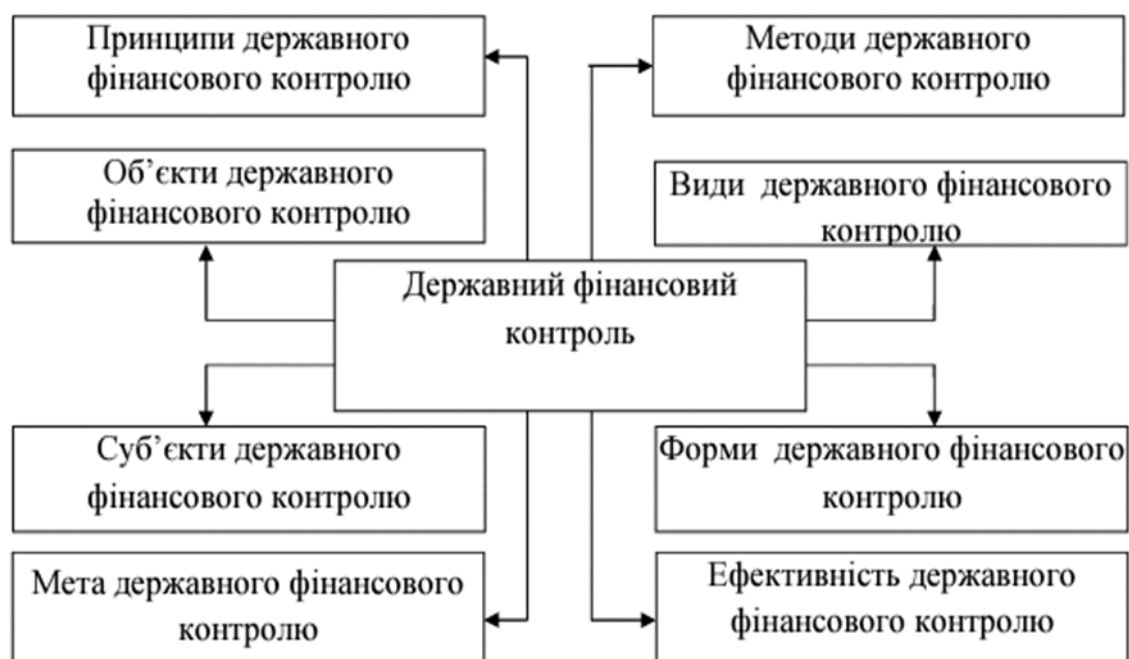 Принципи державного
фінансового контролю
Методи державного
фінансового контролю
Об’єкти державного
фінансового контролю
Види державного фінансового
контролю
Державний фінансовий
контроль
Суб’єкти державного
фінансового контролю
Форми державного фінансового
контролю
Мета державного фінансового
контролю
Ефективність державного
фінансового контролю